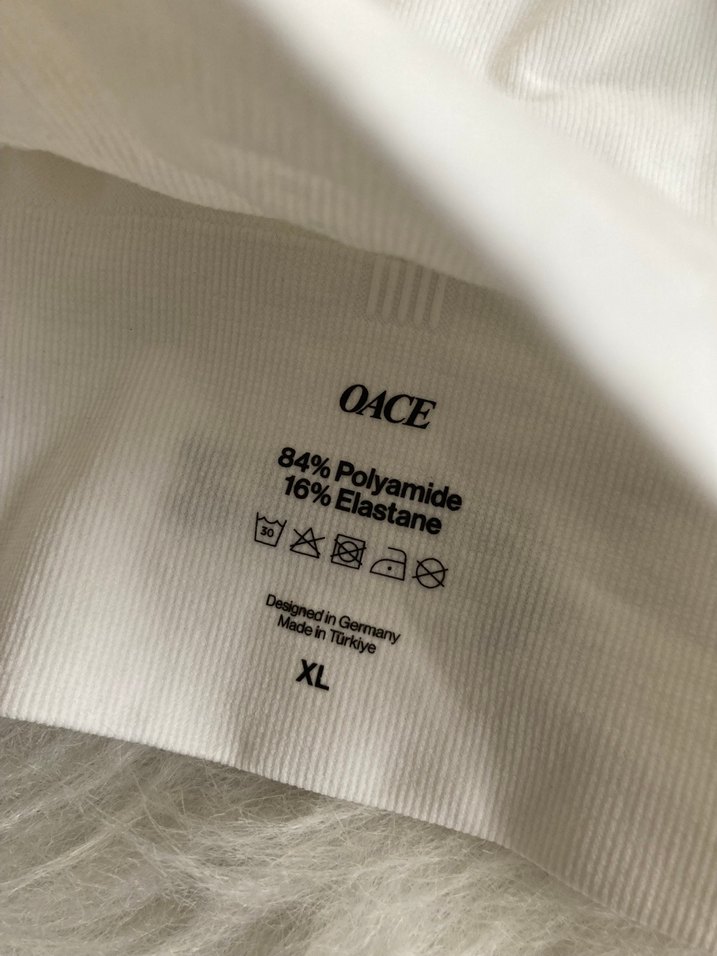 OACE
84% Polyamide
16% Elastane
30
Designed in Germany
Made in Türkiye
XL